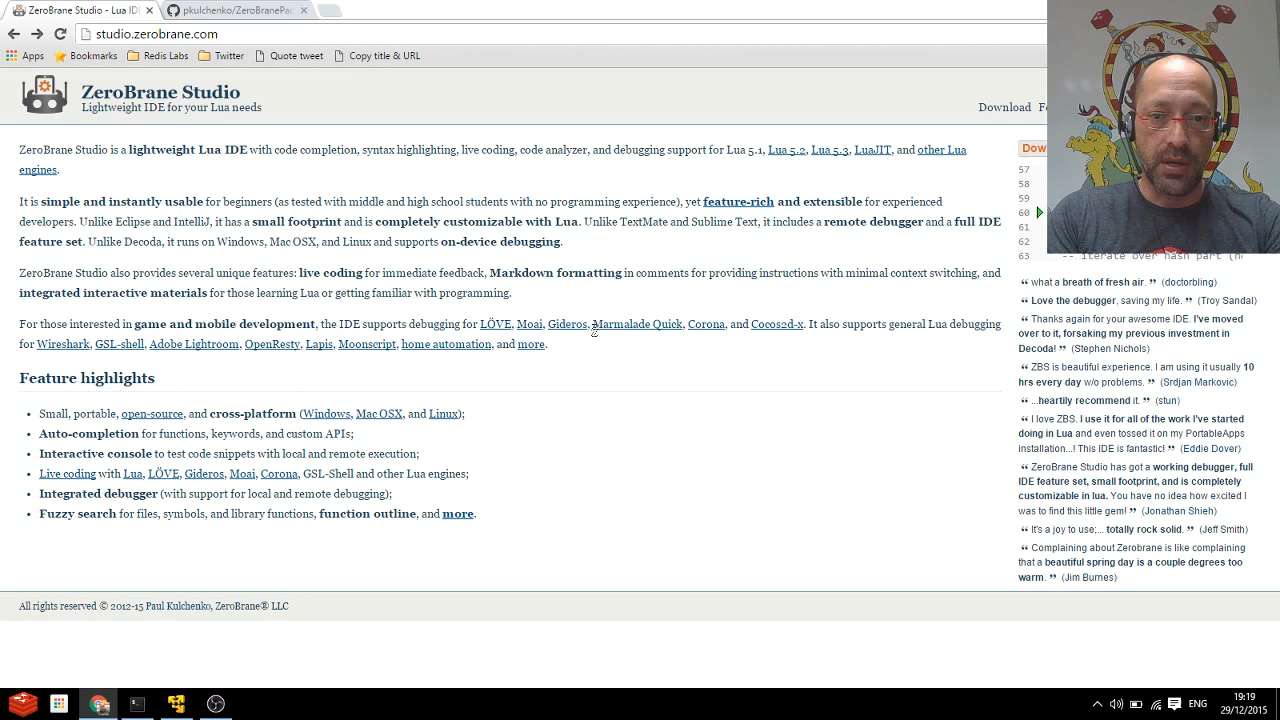 ZeroBrane Studio - Lua IDE
pkulchenko/ZeroBranePac
studio.zerobrane.com
Apps Bookmarks Redis Labs Twitter Quote tweet Copy title & URL
ZeroBrane Studio
Lightweight IDE for your Lua needs
Download
ZeroBrane Studio is a lightweight Lua IDE with code completion, syntax highlighting, live coding, code analyzer, and debugging support for Lua 5.1, Lua 5.2, Lua 5.3, LuaJIT, and other Lua
engines.
It is simple and instantly usable for beginners (as tested with middle and high school students with no programming experience), yet feature-rich and extensible for experienced
developers. Unlike Eclipse and IntelliJ, it has a small footprint and is completely customizable with Lua. Unlike TextMate and Sublime Text, it includes a remote debugger and a full IDE
feature set. Unlike Decoda, it runs on Windows, Mac OSX, and Linux and supports on-device debugging.
ZeroBrane Studio also provides several unique features: live coding for immediate feedback, Markdown formatting in comments for providing instructions with minimal context switching, and
integrated interactive materials for those learning Lua or getting familiar with programming.
For those interested in game and mobile development, the IDE supports debugging for LÖVE, Moai, Gideros, Marmalade Quick, Corona, and Cocos2d-x. It also supports general Lua debugging
for Wireshark, GSL-shell, Adobe Lightroom, OpenResty, Lapis, Moonscript, home automation, and more.
Feature highlights
• Small, portable, open-source, and cross-platform (Windows, Mac OSX, and Linux);
• Auto-completion for functions, keywords, and custom APIs;
• Interactive console to test code snippets with local and remote execution;
• Live coding with Lua, LÖVE, Gideros, Moai, Corona, GSL-Shell and other Lua engines;
• Integrated debugger (with support for local and remote debugging);
• Fuzzy search for files, symbols, and library functions, function outline, and more.
Dow
57
58
59
60
61
62
63 -- iterate over hash part (h
“ what a breath of fresh air. ” (doctorbling)
“ Love the debugger, saving my life. ” (Troy Sandal)
“ Thanks again for your awesome IDE. I've moved
over to it, forsaking my previous investment in
Decoda! ” (Stephen Nichols)
“ ZBS is beautiful experience. I am using it usually 10
hrs every day w/o problems. ” (Srdjan Markovic)
“ ...heartily recommend it. ” (stun)
“ I love ZBS. I use it for all of the work I've started
doing in Lua and even tossed it on my PortableApps
installation...! This IDE is fantastic! ” (Eddie Dover)
“ ZeroBrane Studio has got a working debugger, full
IDE feature set, small footprint, and is completely
customizable in lua. You have no idea how excited I
was to find this little gem! ” (Jonathan Shieh)
“ It's a joy to use;... totally rock solid. ” (Jeff Smith)
“ Complaining about Zerobrane is like complaining
that a beautiful spring day is a couple degrees too
warm. ” (Jim Burnes)
All rights reserved © 2012-15 Paul Kulchenko, ZeroBrane® LLC
ENG
19:19
29/12/2015